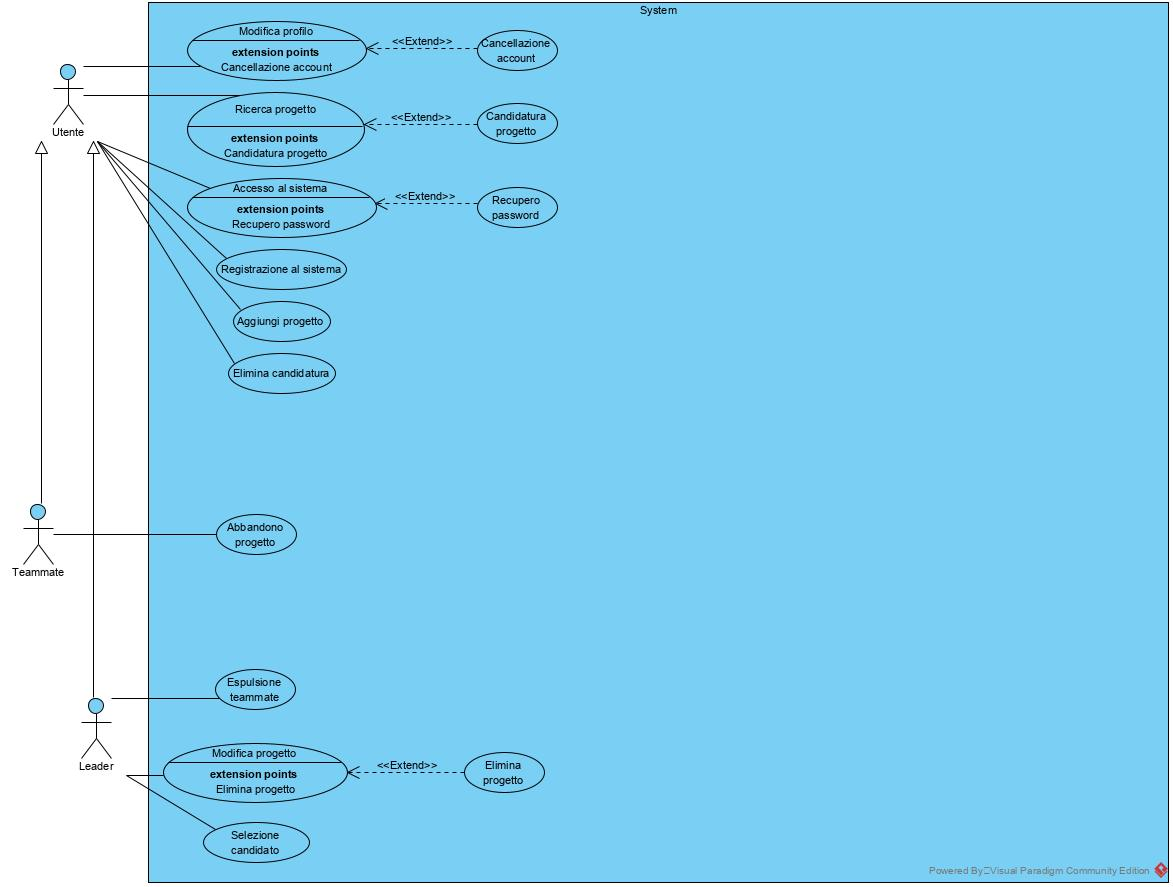 System
Modifica profilo
extension points
Cancellazione account
<<Extend>>
Cancellazione
account
Utente
Ricerca progetto
extension points
Candidatura progetto
<<Extend>>
Candidatura
progetto
Accesso al sistema
extension points
Recupero password
<<Extend>>
Recupero
password
Registrazione al sistema
Aggiungi progetto
Elimina candidatura
Teammate
Abbandono
progetto
Leader
Espulsione
teammate
Modifica progetto
extension points
Elimina progetto
<<Extend>>
Elimina
progetto
Selezione
candidato
Powered By Visual Paradigm Community Edition